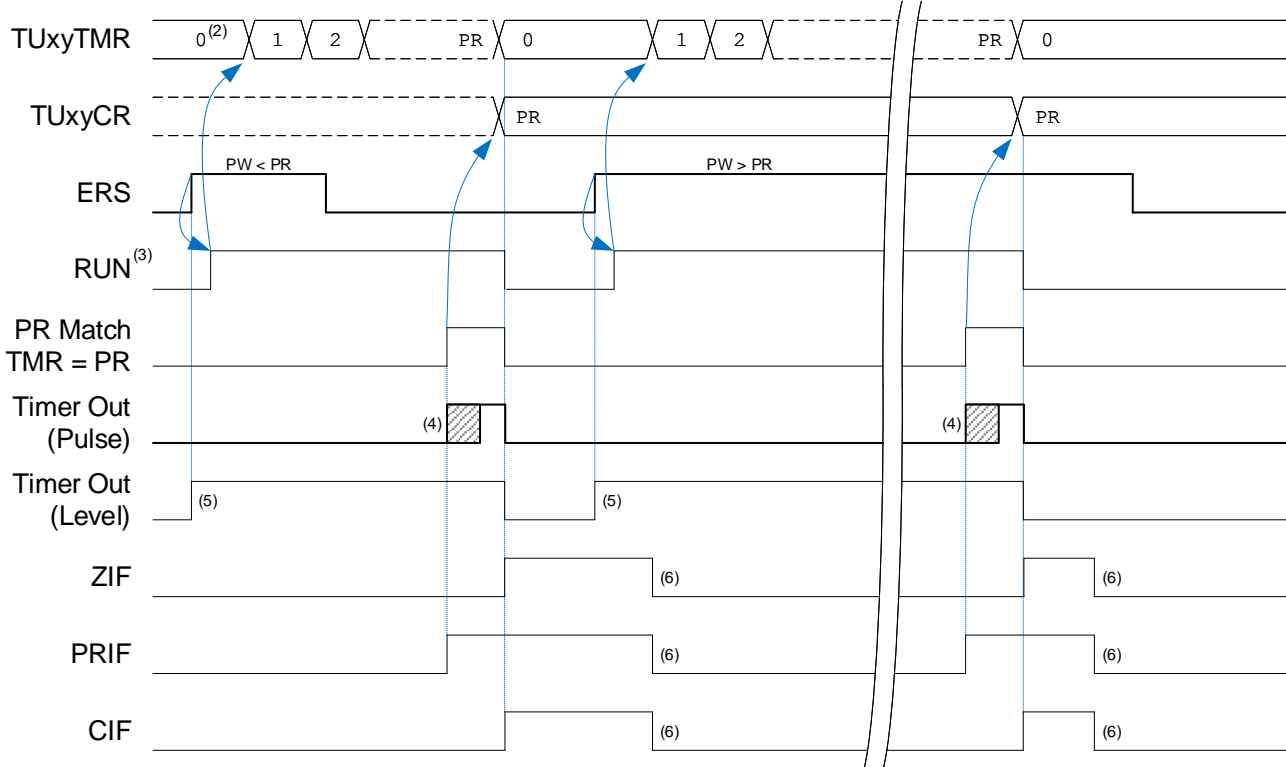 TUxyTMR 0(2) 1 2 PR 0 1 2 PR 0
TUxyCR PR PR
PW < PR PW > PR
ERS
RUN(3)
PR Match
TMR = PR
Timer Out
(Pulse) (4) (4)
Timer Out
(Level) (5) (5)
ZIF (6) (6)
PRIF (6) (6)
CIF (6) (6)